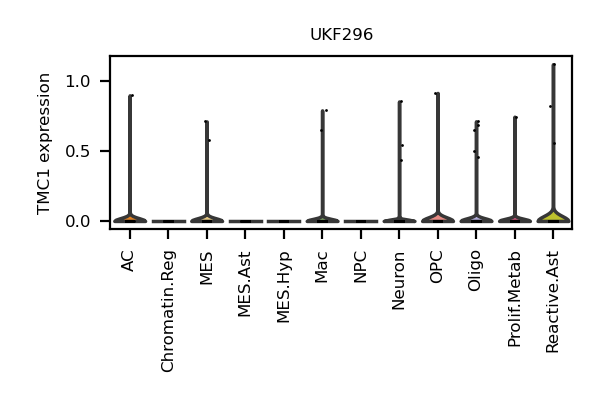 UKF296
TMC1 expression
1.0
0.5
0.0
AC
Chromatin.Reg
MES
MES.Ast
MES.Hyp
Mac
NPC
Neuron
OPC
Oligo
Prolif.Metab
Reactive.Ast